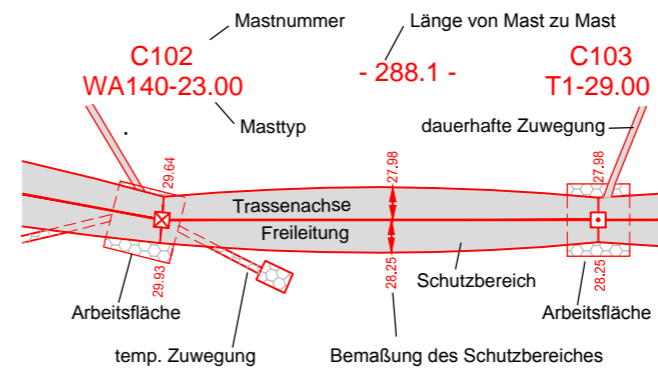 Mastnummer
Länge von Mast zu Mast
C102
WA140-23.00
- 288.1 -
C103
T1-29.00
Masttyp
dauerhafte Zuwegung
29.64
27.98
27.98
Trassenachse
Freileitung
29.93
28.25
28.25
Schutzbereich
Arbeitsfläche
Arbeitsfläche
temp. Zuwegung
Bemaßung des Schutzbereiches